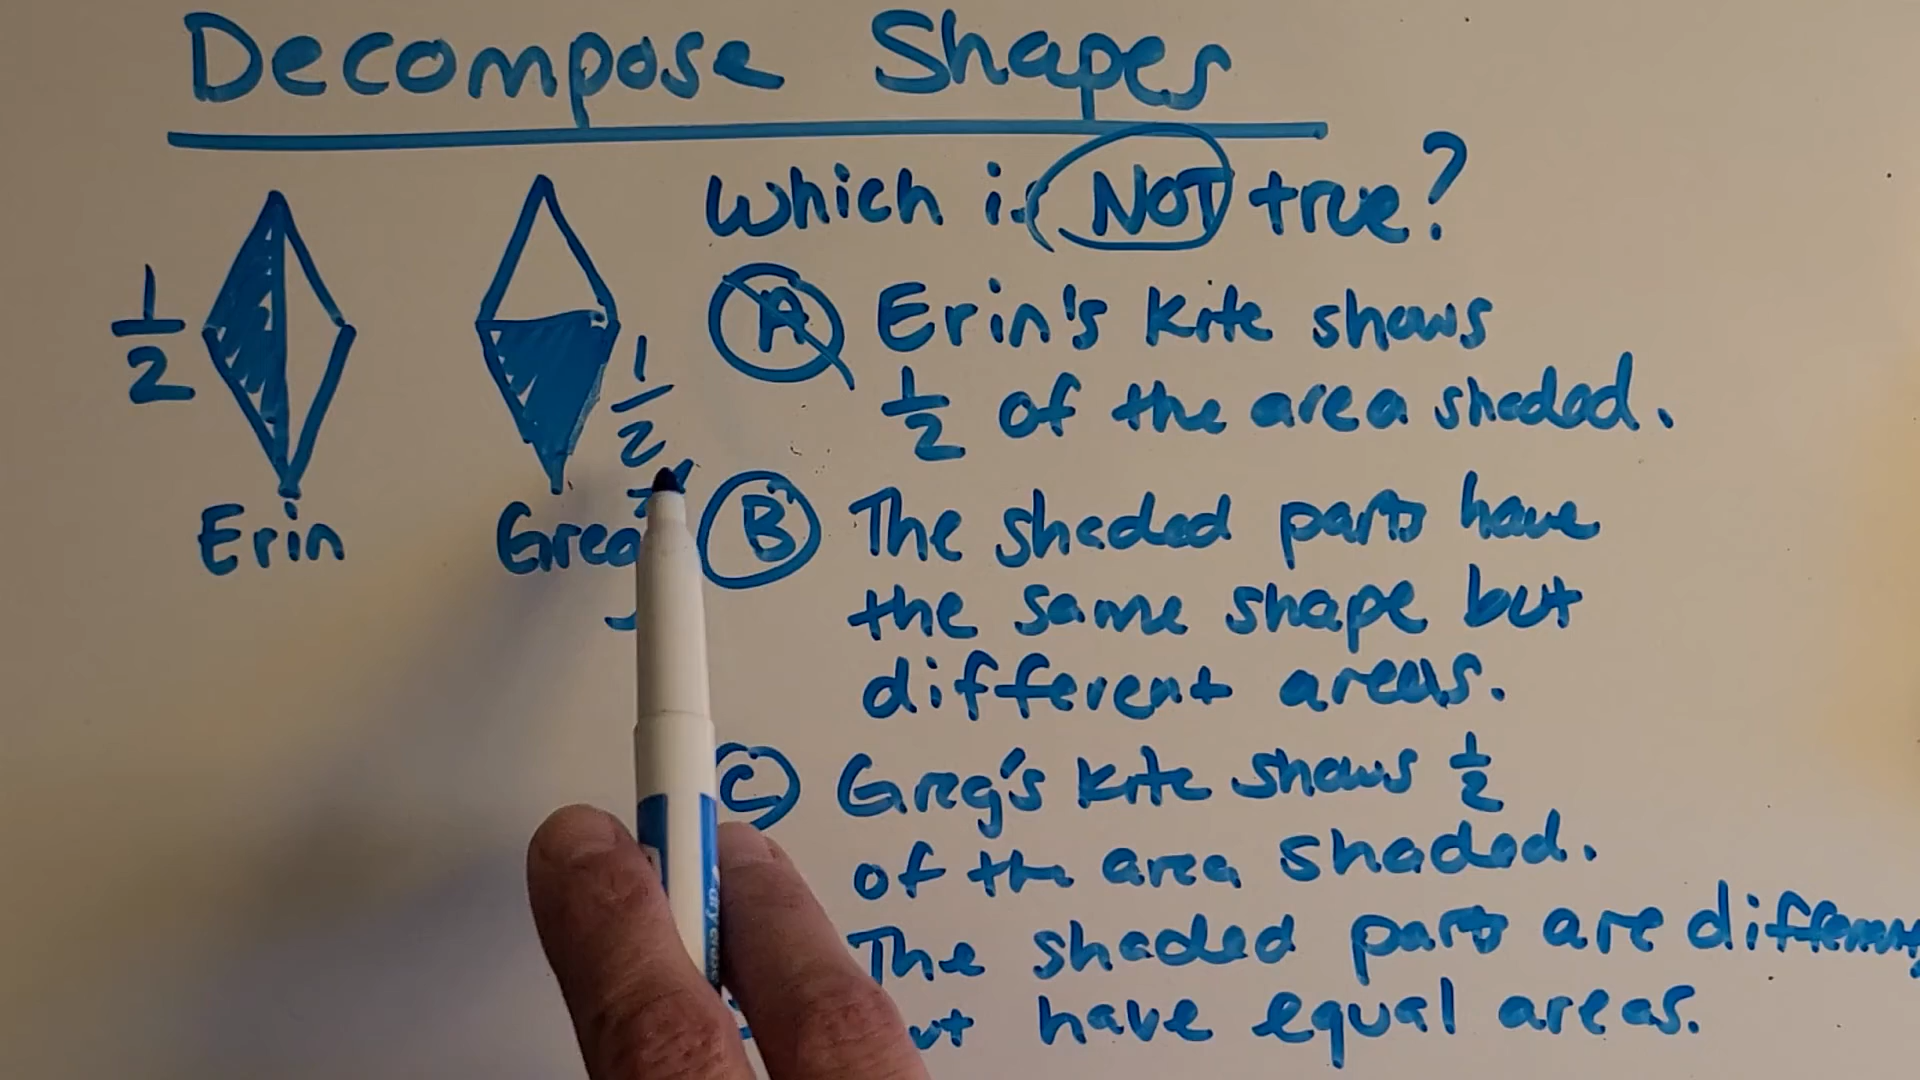 Decompose Shapes
Which is NOT true?
1/2
1/2
Erin
Greg
A Erin's Kite shows
1/2 of the area shaded.
B The shaded parts have
the same shape but
different areas.
C Greg's Kite shows 1/2
of the area shaded.
The shaded parts are different
have equal areas.